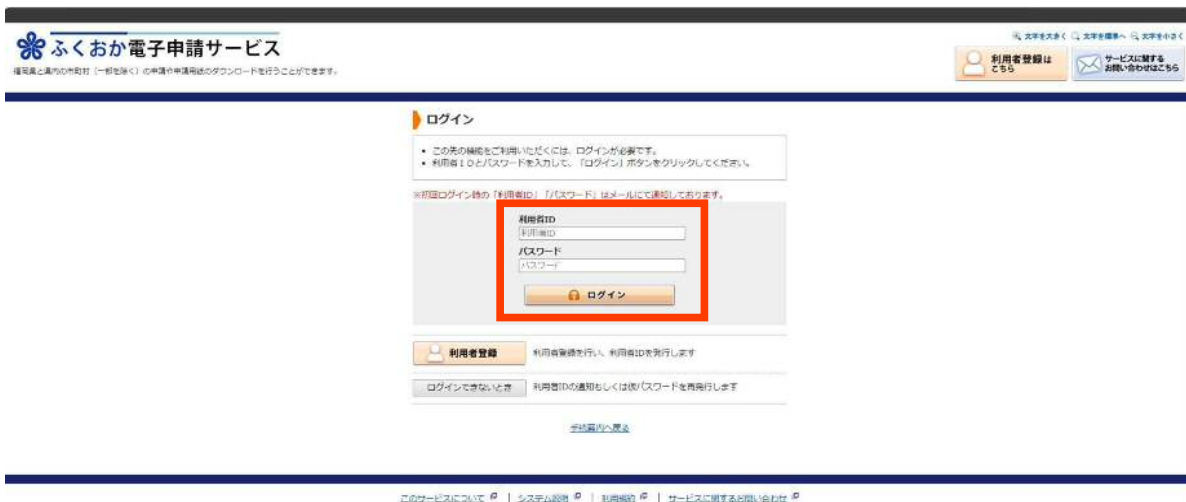 文字を大きく 文字を標準へ 文字を小さく
ふくおか電子申請サービス
福岡県と県内の市町村（一部を除く）の申請や申請用紙のダウンロードを行うことができます。
利用者登録は
こちら
サービスに関する
お問い合わせはこちら
ログイン
• この先の機能をご利用いただくには、ログインが必要です。
• 利用者ＩＤとパスワードを入力して、「ログイン」ボタンをクリックしてください。
※初回ログイン時の「利用者ID」「パスワード」はメールにて通知しております。
利用者ID
利用者ID
パスワード
パスワード
ログイン
利用者登録 利用者登録を行い、利用者IDを発行します
ログインできないとき 利用者IDの通知もしくは仮パスワードを再発行します
手続案内へ戻る
このサービスについて | システム説明 | 利用規約 | サービスに関するお問い合わせ